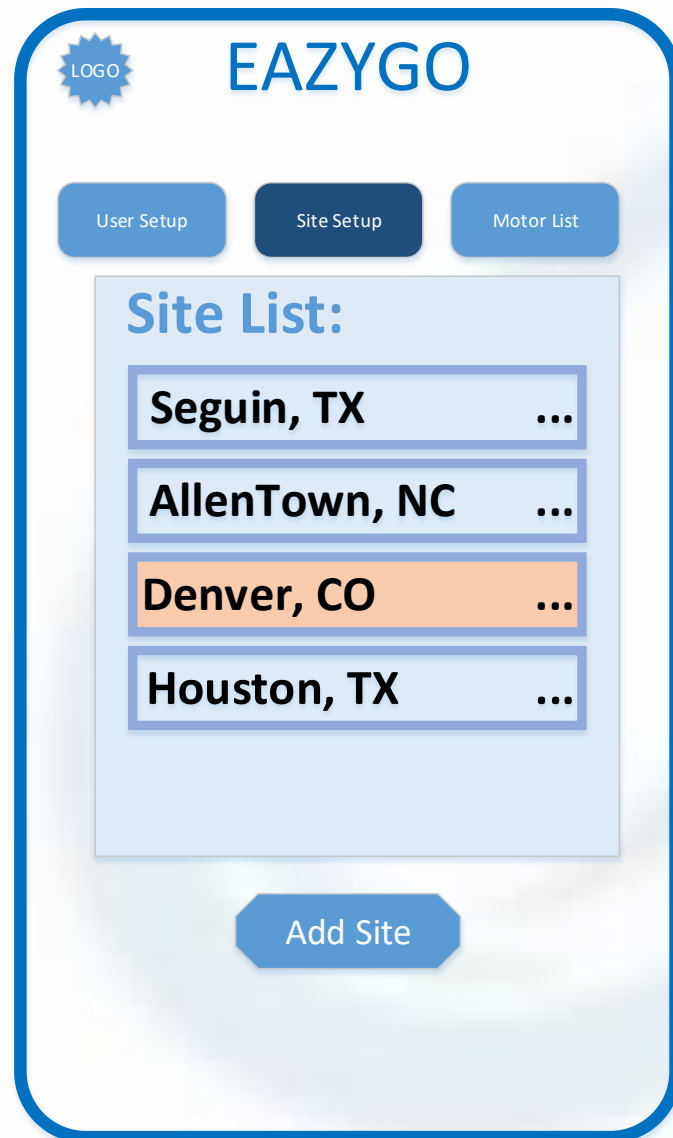 LOGO
EAZYGO
User Setup
Site Setup
Motor List
Site List:
Seguin, TX ...
AllenTown, NC ...
Denver, CO ...
Houston, TX ...
Add Site